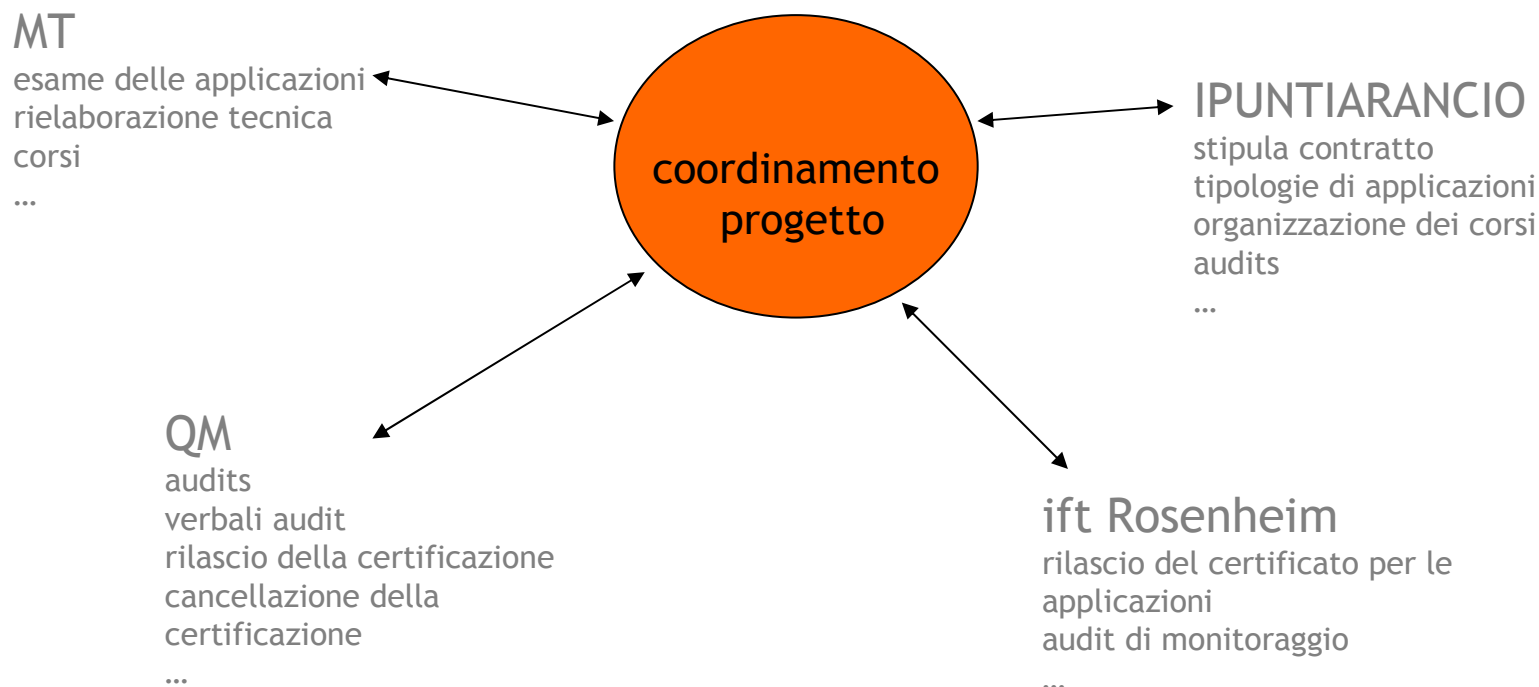 MT
esame delle applicazioni
rielaborazione tecnica
corsi
…
coordinamento
progetto
IPUNTIARANCIO
stipula contratto
tipologie di applicazioni
organizzazione dei corsi
audits
…
QM
audits
verbali audit
rilascio della certificazione
cancellazione della
certificazione
…
ift Rosenheim
rilascio del certificato per le
applicazioni
audit di monitoraggio
…